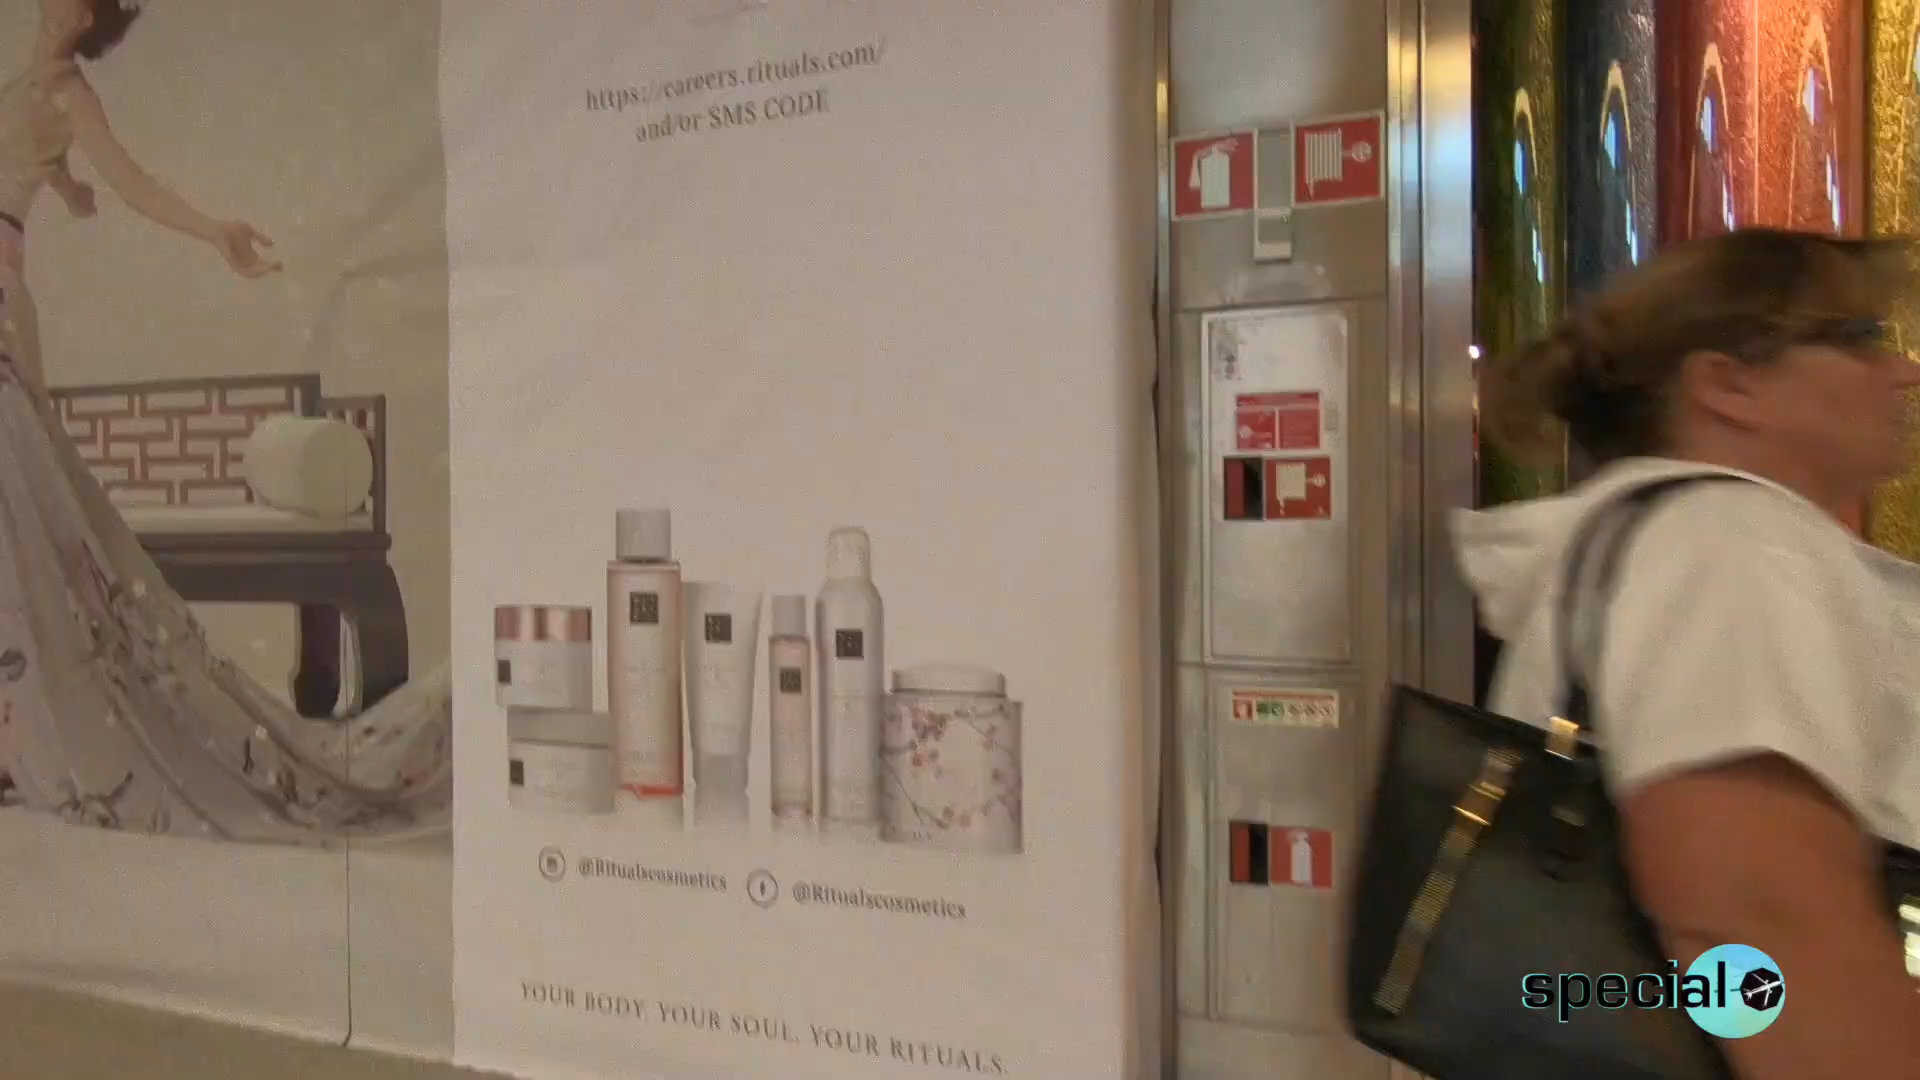 https://careers.rituals.com/
and/or SMS CODE
@Ritualscosmetics @Ritualscosmetics
YOUR BODY, YOUR SOUL, YOUR RITUALS.
special